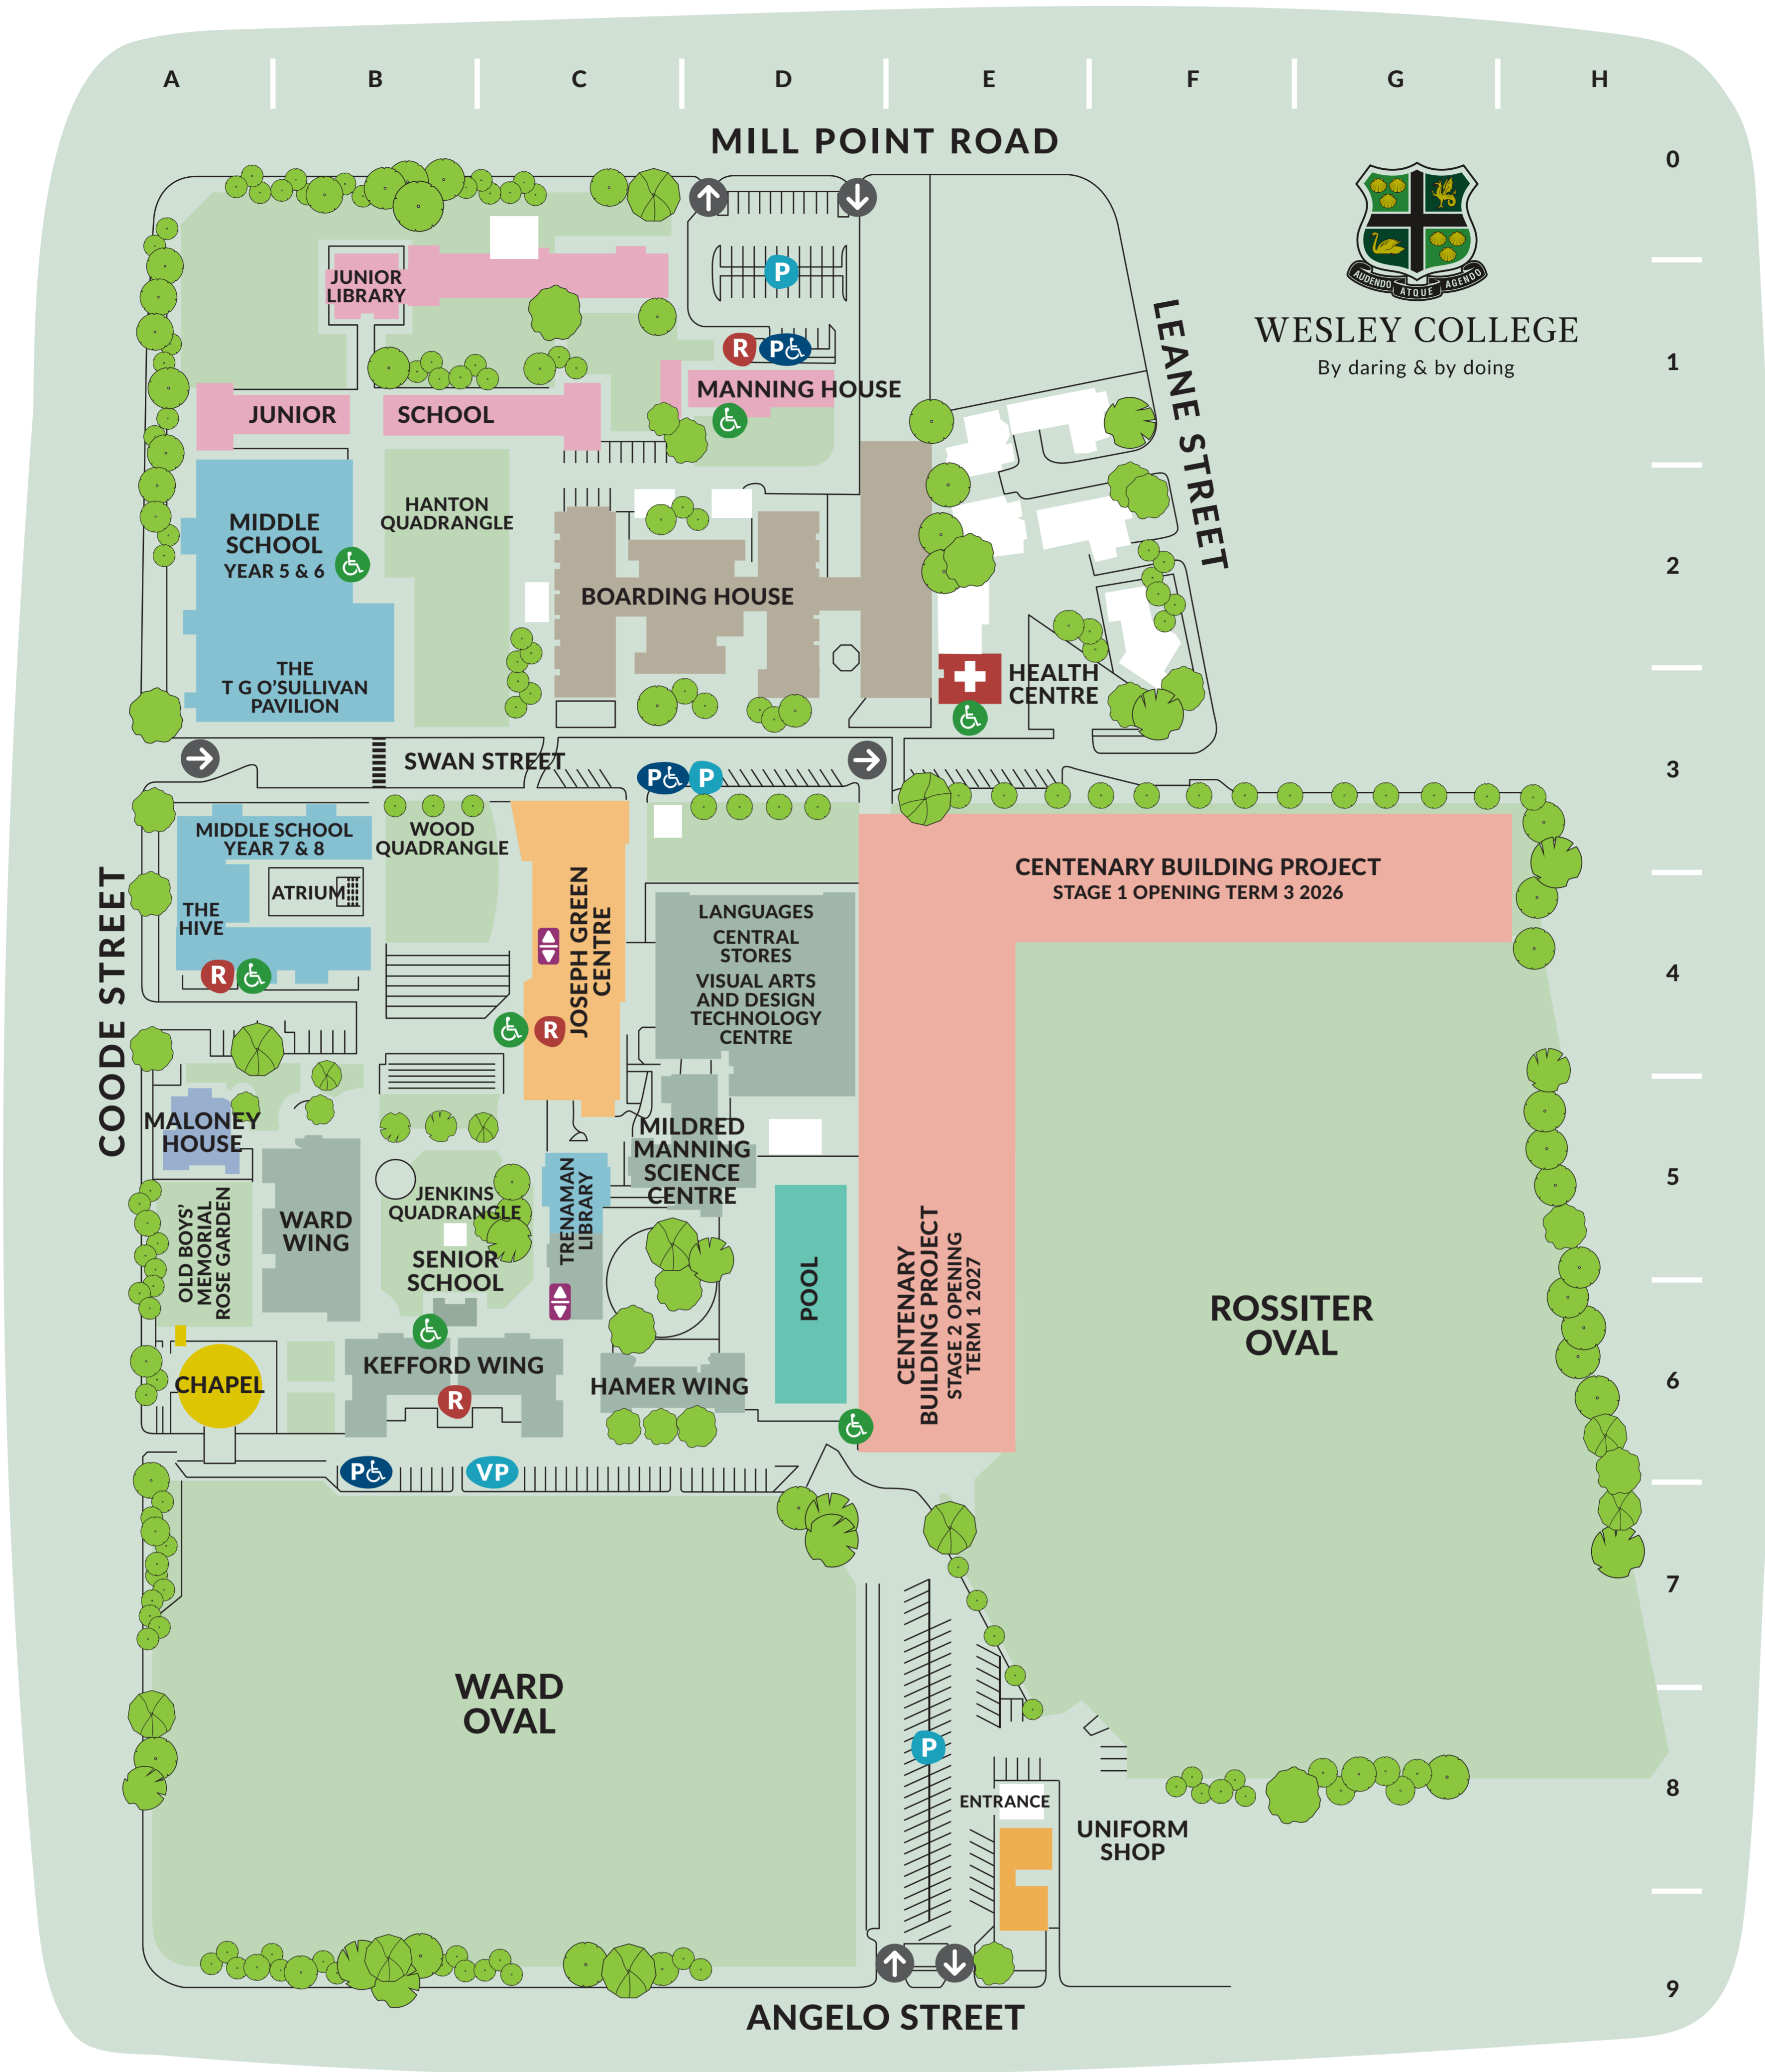 A B C D E F G H
MILL POINT ROAD
0
AUDENDO ATQUE AGENDO
WESLEY COLLEGE
By daring & by doing
P
JUNIOR
LIBRARY
R
P
MANNING HOUSE
LEANE STREET
1
JUNIOR SCHOOL
HANTON
QUADRANGLE
MIDDLE
SCHOOL
YEAR 5 & 6
2
BOARDING HOUSE
THE
T G O’SULLIVAN
PAVILION
HEALTH
CENTRE
SWAN STREET
P
P
3
MIDDLE SCHOOL
YEAR 7 & 8
WOOD
QUADRANGLE
ATRIUM
THE
HIVE
R
COODE STREET
JOSEPH GREEN
CENTRE
R
LANGUAGES
CENTRAL
STORES
VISUAL ARTS
AND DESIGN
TECHNOLOGY
CENTRE
CENTENARY BUILDING PROJECT
STAGE 1 OPENING TERM 3 2026
4
MALONEY
HOUSE
MILDRED
MANNING
SCIENCE
CENTRE
5
OLD BOYS’
MEMORIAL
ROSE GARDEN
WARD
WING
JENKINS
QUADRANGLE
SENIOR
SCHOOL
TRENAMAN
LIBRARY
POOL
CENTENARY
BUILDING PROJECT
STAGE 2 OPENING
TERM 1 2027
ROSSITER
OVAL
CHAPEL
KEFFORD WING
R
HAMER WING
6
P
VP
7
WARD
OVAL
P
8
ENTRANCE
UNIFORM
SHOP
9
ANGELO STREET